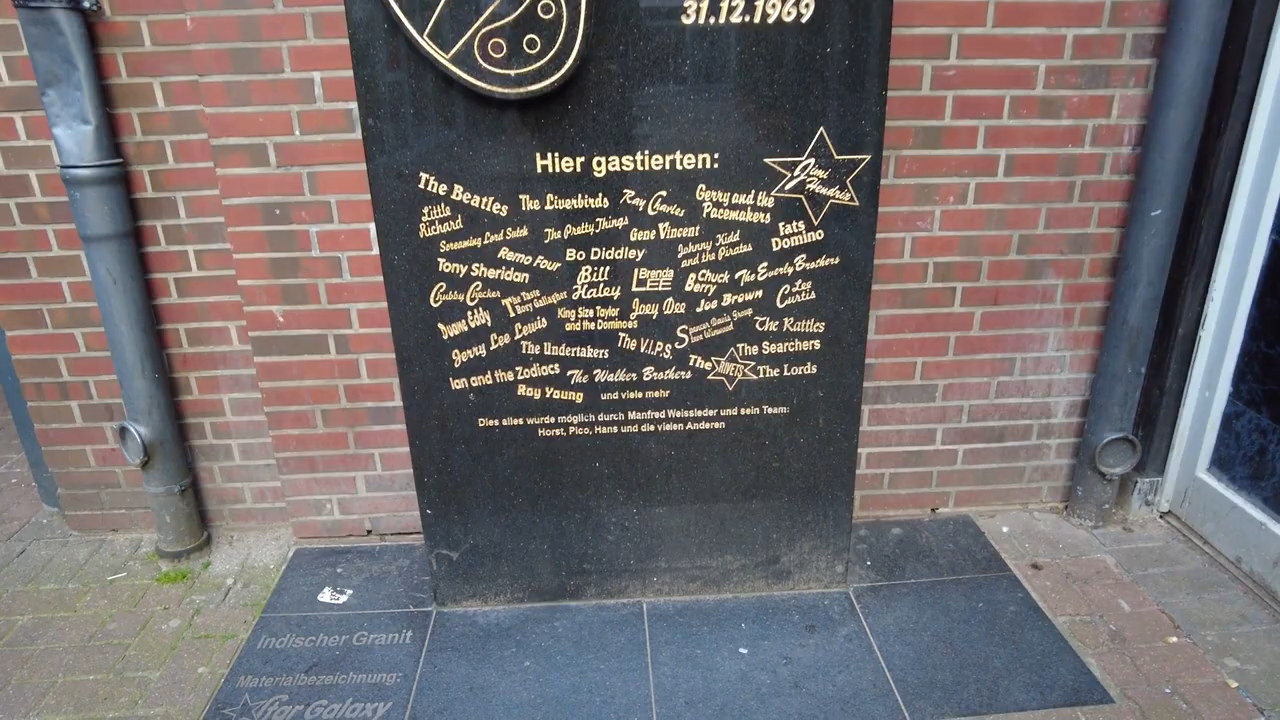 31.12.1969
Hier gastierten:
Jimi
Hendrix
The Beatles
The Liverbirds
Ray Charles
Gerry and the
Pacemakers
Little
Richard
Screaming Lord Sutch
The Pretty Things
Gene Vincent
Johnny Kidd
and the Pirates
Fats
Domino
Remo Four
Bo Diddley
Tony Sheridan
Bill
Haley
Brenda
LEE
Chuck
Berry
The Everly Brothers
Chubby Checker
The Taste
Rory Gallagher
King Size Taylor
and the Dominoes
Joey Dee
Joe Brown
Lee
Curtis
Duane Eddy
Jerry Lee Lewis
The Undertakers
The V.I.P.S.
Spencer Davis Group
Steve Winwood
The Rattles
The Searchers
Ian and the Zodiacs
The Walker Brothers
The RIVETS
The Lords
Roy Young
und viele mehr
Dies alles wurde möglich durch Manfred Weissleder und sein Team:
Horst, Pico, Hans und die vielen Anderen
Indischer Granit
Materialbezeichnung:
Star Galaxy